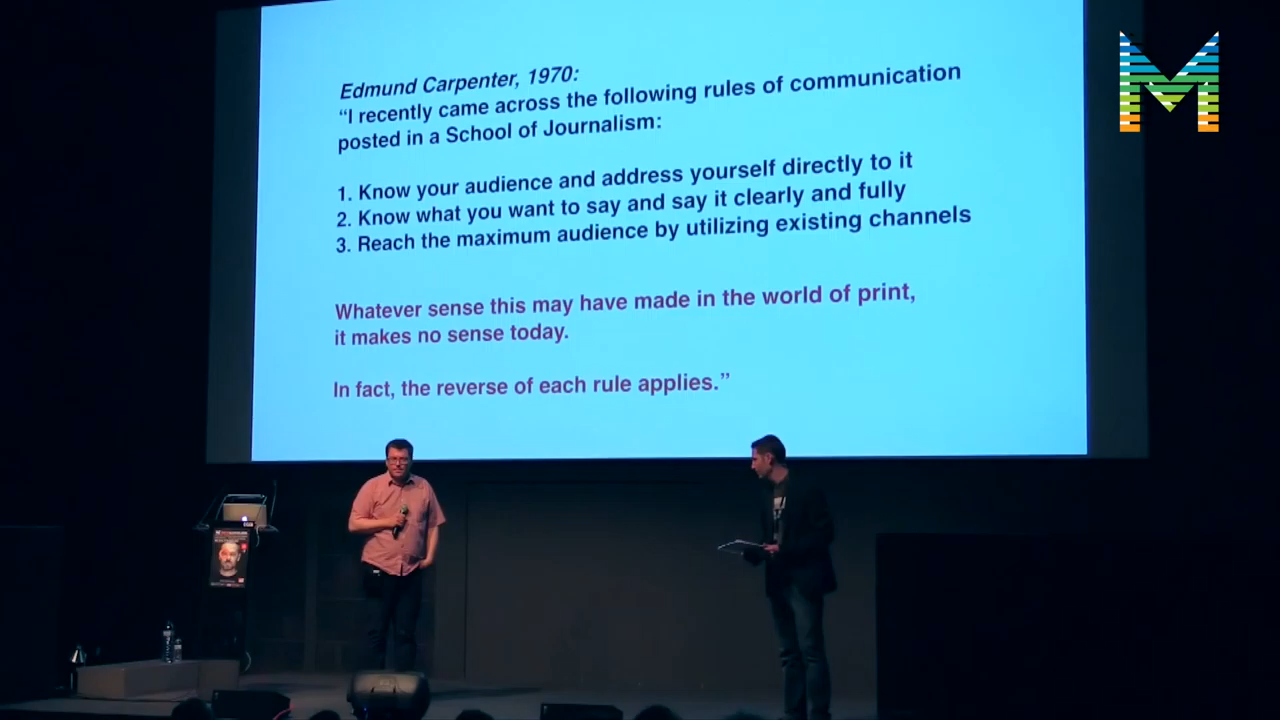 Edmund Carpenter, 1970:
“I recently came across the following rules of communication
posted in a School of Journalism:
1. Know your audience and address yourself directly to it
2. Know what you want to say and say it clearly and fully
3. Reach the maximum audience by utilizing existing channels
Whatever sense this may have made in the world of print,
it makes no sense today.
In fact, the reverse of each rule applies.”
M